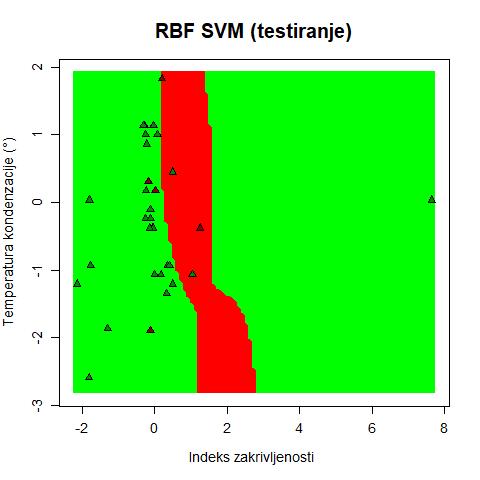 RBF SVM (testiranje)
Temperatura kondenzacije (°)
2
1
0
-1
-2
-3
-2 0 2 4 6 8
Indeks zakrivljenosti